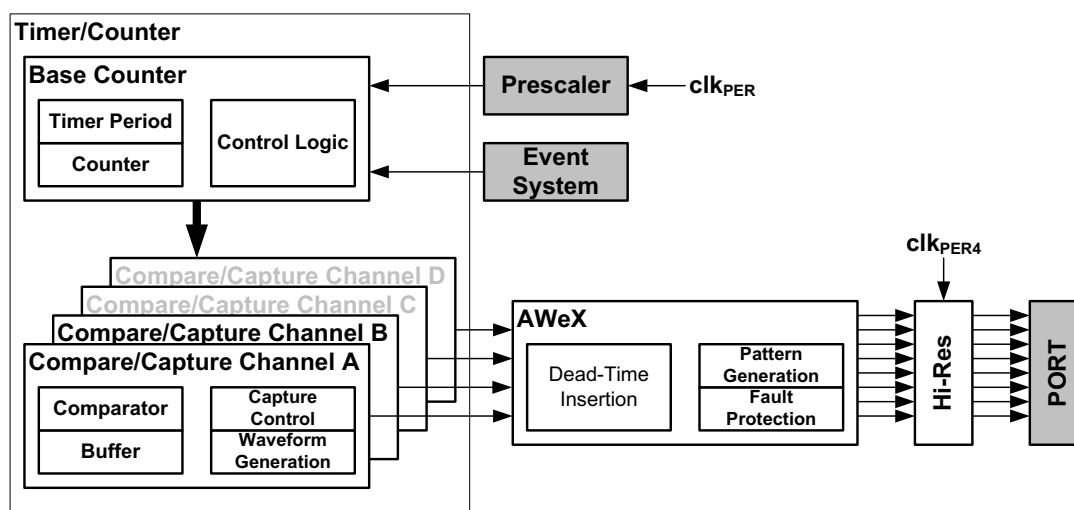 Timer/Counter
Base Counter
Timer Period
Counter
Control Logic
Prescaler
clkPER
Event
System
Compare/Capture Channel D
Compare/Capture Channel C
Compare/Capture Channel B
Compare/Capture Channel A
Comparator
Buffer
Capture
Control
Waveform
Generation
AWeX
Dead-Time
Insertion
Pattern
Generation
Fault
Protection
clkPER4
Hi-Res
PORT